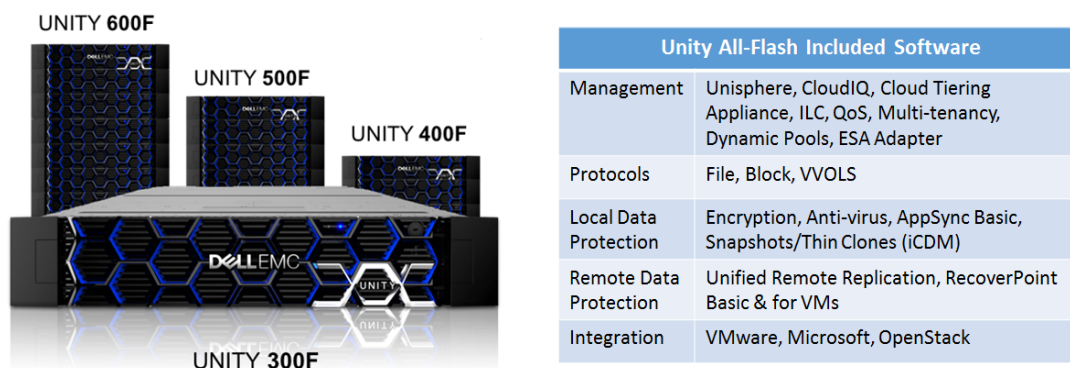 UNITY 600F
DELLEMC
UNITY 500F
DELLEMC
UNITY 400F
DELLEMC
DELLEMC
UNITY
UNITY 300F
Unity All-Flash Included Software
Management
Unisphere, CloudIQ, Cloud Tiering
Appliance, ILC, QoS, Multi-tenancy,
Dynamic Pools, ESA Adapter
Protocols
File, Block, VVOLS
Local Data
Protection
Encryption, Anti-virus, AppSync Basic,
Snapshots/Thin Clones (iCDM)
Remote Data
Protection
Unified Remote Replication, RecoverPoint
Basic & for VMs
Integration
VMware, Microsoft, OpenStack